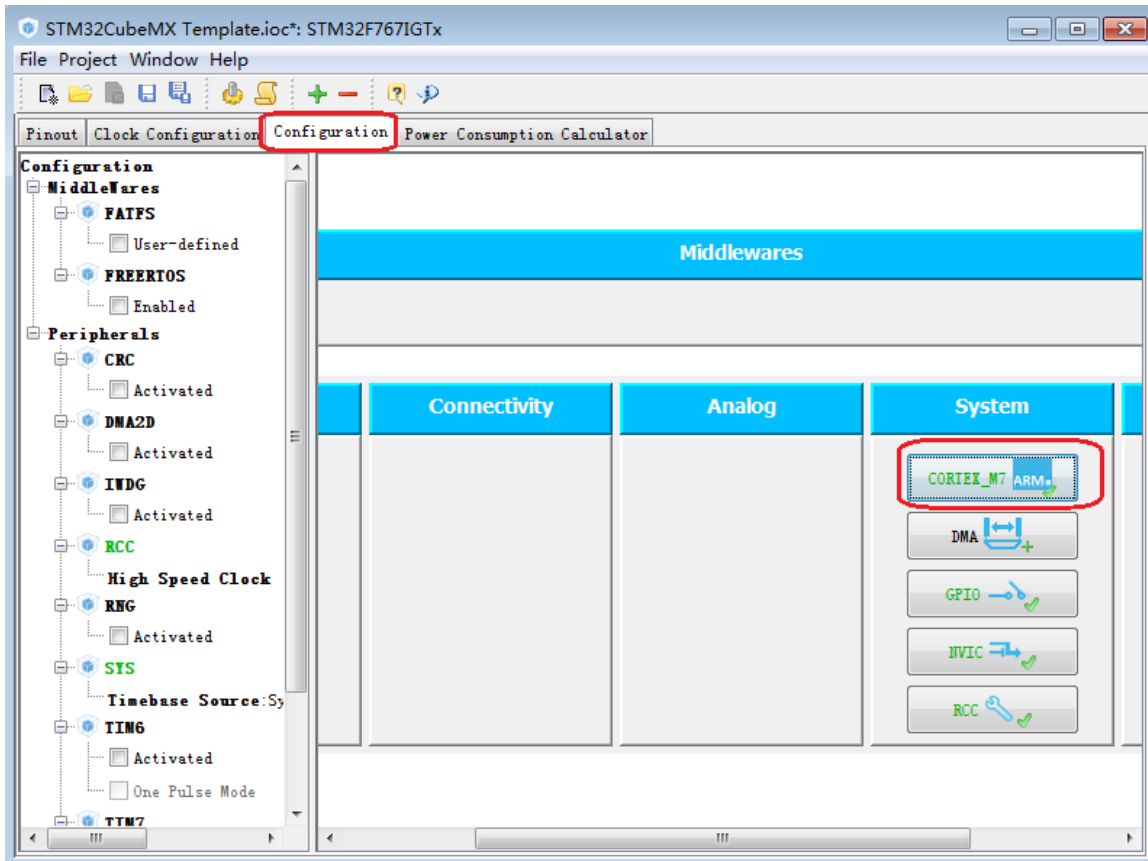 STM32CubeMX Template.ioc*: STM32F767IGTx
File Project Window Help
Pinout Clock Configuration Configuration Power Consumption Calculator
Configuration
MiddleWares
FATFS
User-defined
FREERTOS
Enabled
Peripherals
CRC
Activated
DMA2D
Activated
IWDG
Activated
RCC
High Speed Clock
RNG
Activated
SYS
Timebase Source:Sy
TIM6
Activated
One Pulse Mode
TIM7
Middlewares
Connectivity Analog System
CORTEX_M7 ARM
DMA
GPIO
NVIC
RCC